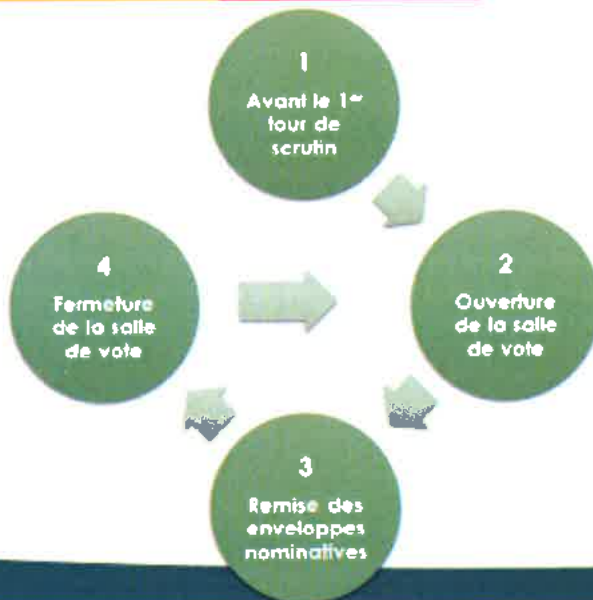 1
Avant le 1er
tour de
scrutin
2
Ouverture
de la salle
de vote
3
Remise des
enveloppes
nominatives
4
Fermeture
de la salle
de vote